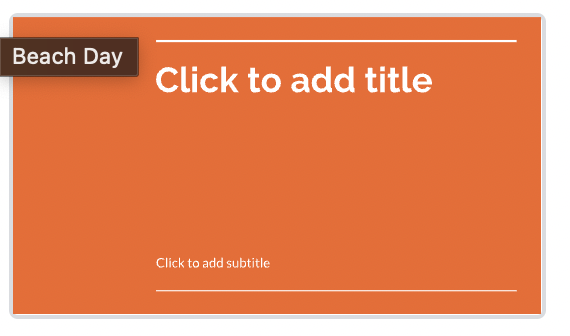 Beach Day
Click to add title
Click to add subtitle